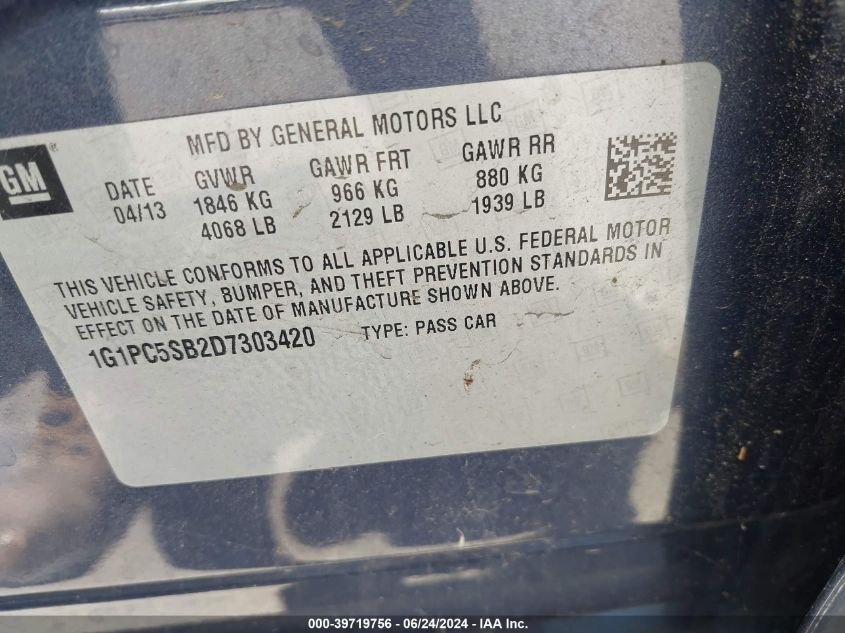 MFD BY GENERAL MOTORS LLC
GM ®
DATE GVWR GAWR FRT GAWR RR
04/13 1846 KG 966 KG 880 KG
4068 LB 2129 LB 1939 LB
THIS VEHICLE CONFORMS TO ALL APPLICABLE U.S. FEDERAL MOTOR
VEHICLE SAFETY, BUMPER, AND THEFT PREVENTION STANDARDS IN
EFFECT ON THE DATE OF MANUFACTURE SHOWN ABOVE.
1G1PC5SB2D7303420 TYPE: PASS CAR
000-39719756 - 06/24/2024 - IAA Inc.